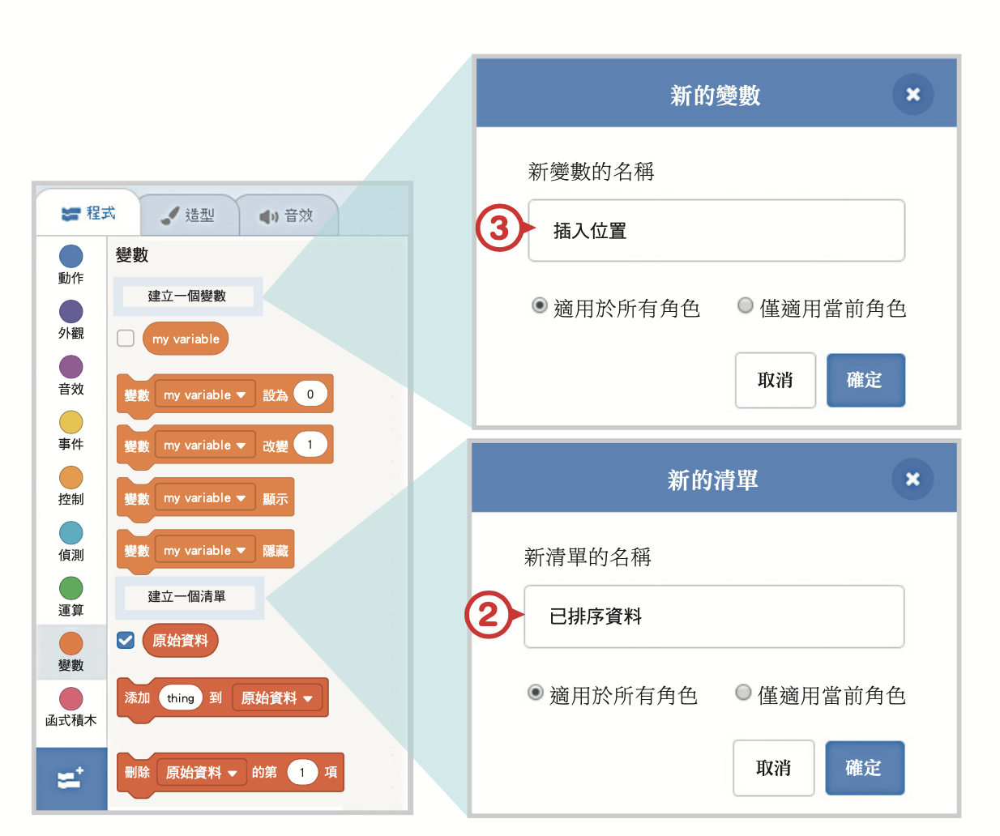 程式
造型
音效
動作
外觀
音效
事件
控制
偵測
運算
變數
函式積木
變數
建立一個變數
my variable
變數 my variable 設為 0
變數 my variable 改變 1
變數 my variable 顯示
變數 my variable 隱藏
建立一個清單
原始資料
添加 thing 到 原始資料
刪除 原始資料 的第 1 項
新的變數
新變數的名稱
3 插入位置
適用於所有角色 僅適用當前角色
取消 確定
新的清單
新清單的名稱
2 已排序資料
適用於所有角色 僅適用當前角色
取消 確定